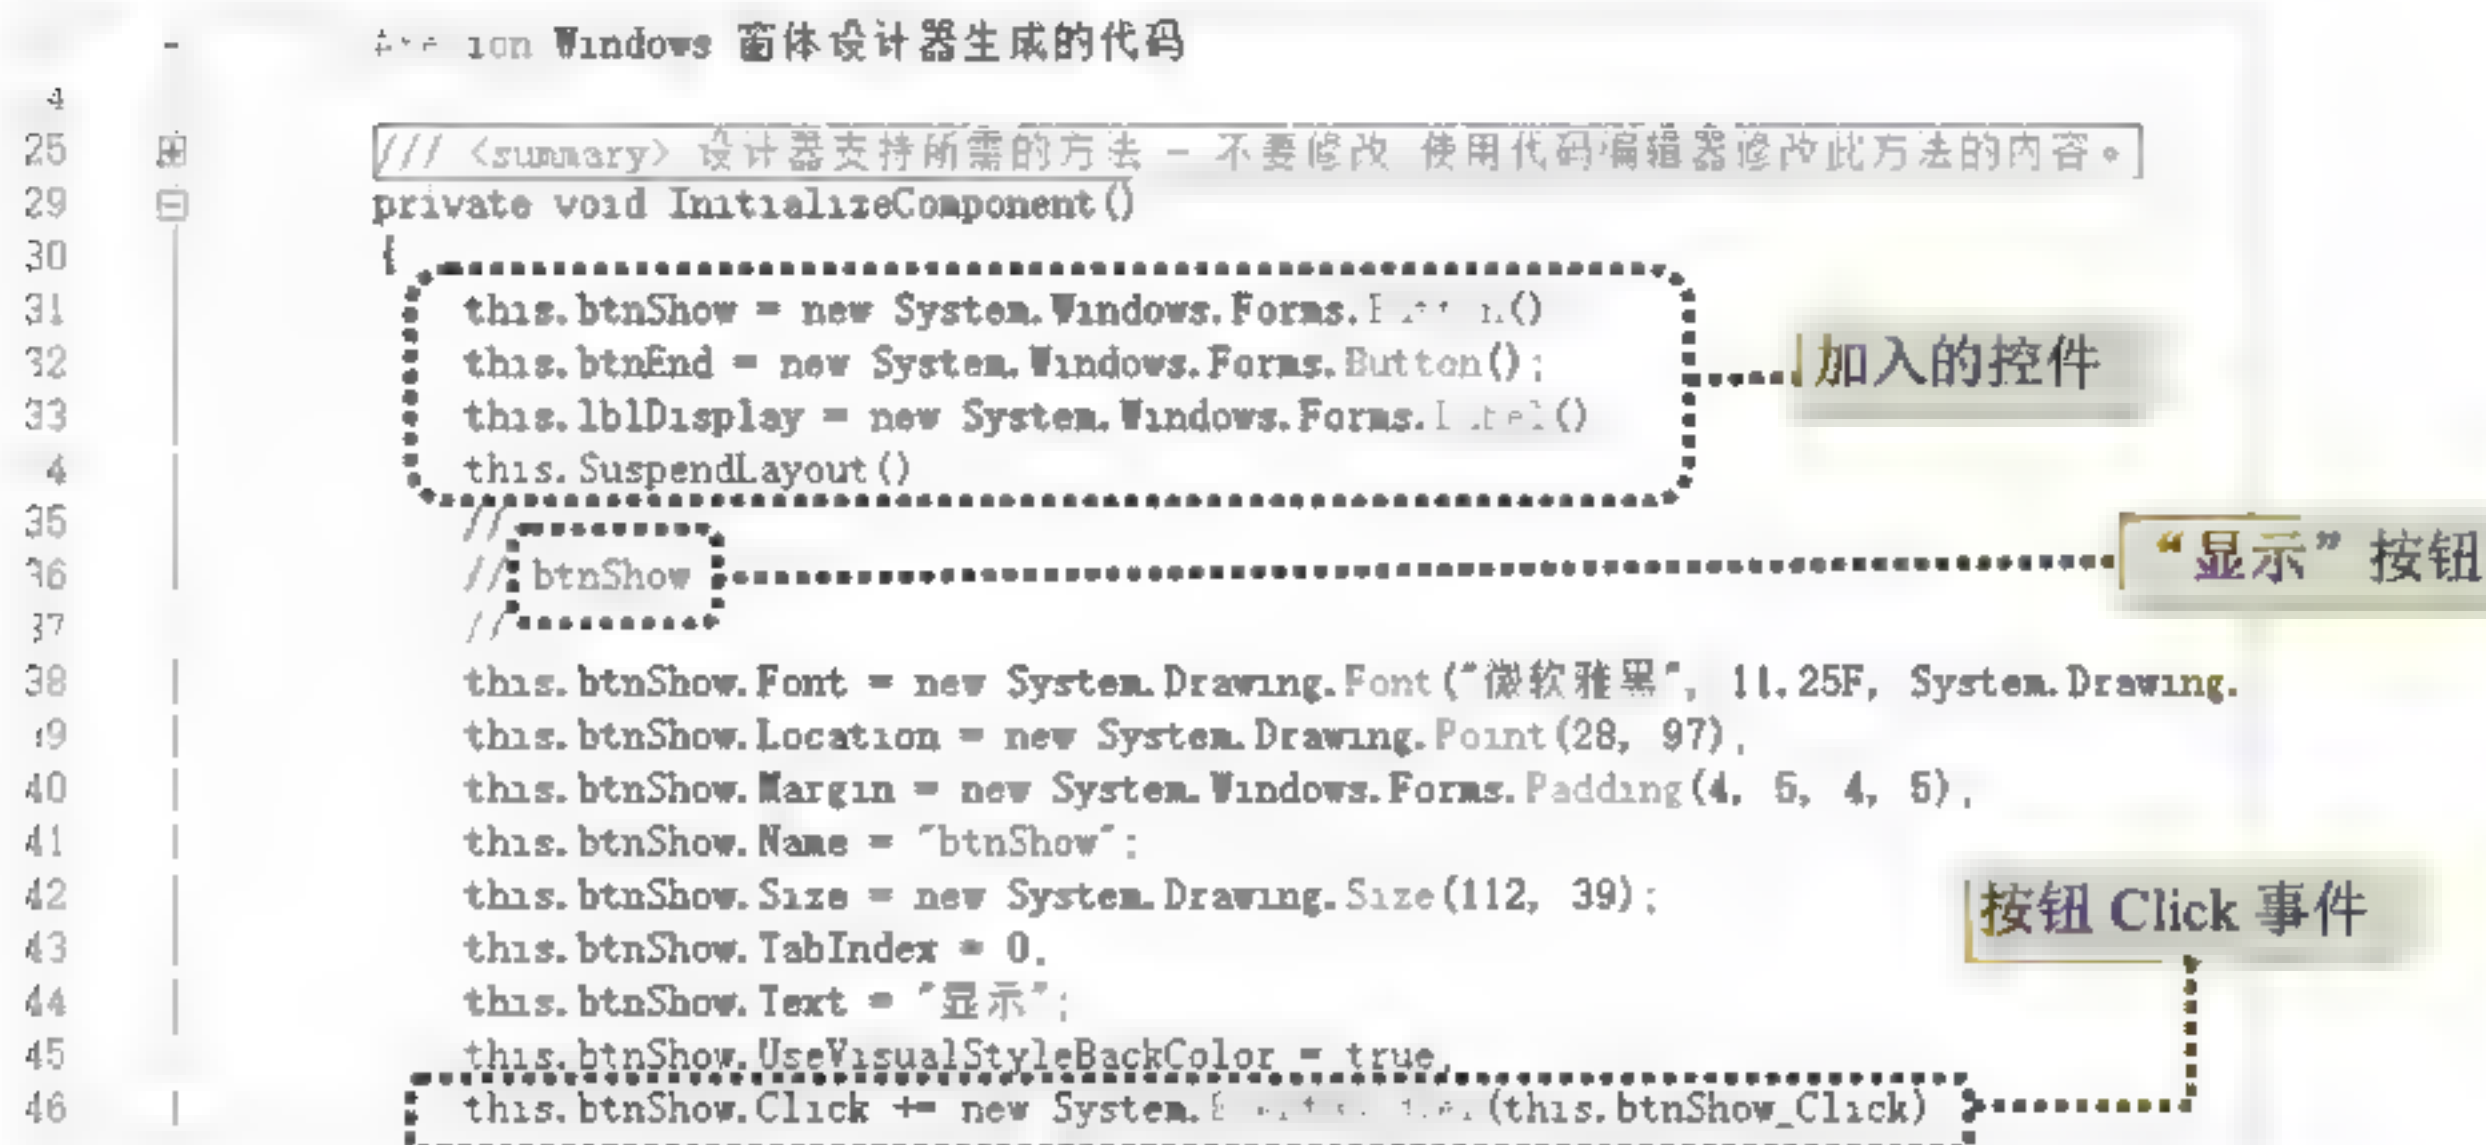 ion Windows 窗体设计器生成的代码
4
25 /// <summary> 设计器支持所需的方法 - 不要修改 使用代码编辑器修改此方法的内容。
29 private void InitializeComponent()
30 {
31 this.btnShow = new System.Windows.Forms. ()
32 this.btnEnd = new System.Windows.Forms.Button();
加入的控件
33 this.lblDisplay = new System.Windows.Forms. ()
4 this.SuspendLayout()
35 //
36 // btnShow
“显示”按钮
37 //
38 this.btnShow.Font = new System.Drawing.Font("微软雅黑", 11.25F, System.Drawing.
39 this.btnShow.Location = new System.Drawing.Point(28, 97),
40 this.btnShow.Margin = new System.Windows.Forms.Padding(4, 5, 4, 5),
41 this.btnShow.Name = "btnShow";
42 this.btnShow.Size = new System.Drawing.Size(112, 39);
按钮 Click 事件
43 this.btnShow.TabIndex = 0,
44 this.btnShow.Text = "显示";
45 this.btnShow.UseVisualStyleBackColor = true,
46 this.btnShow.Click += new System. (this.btnShow_Click)